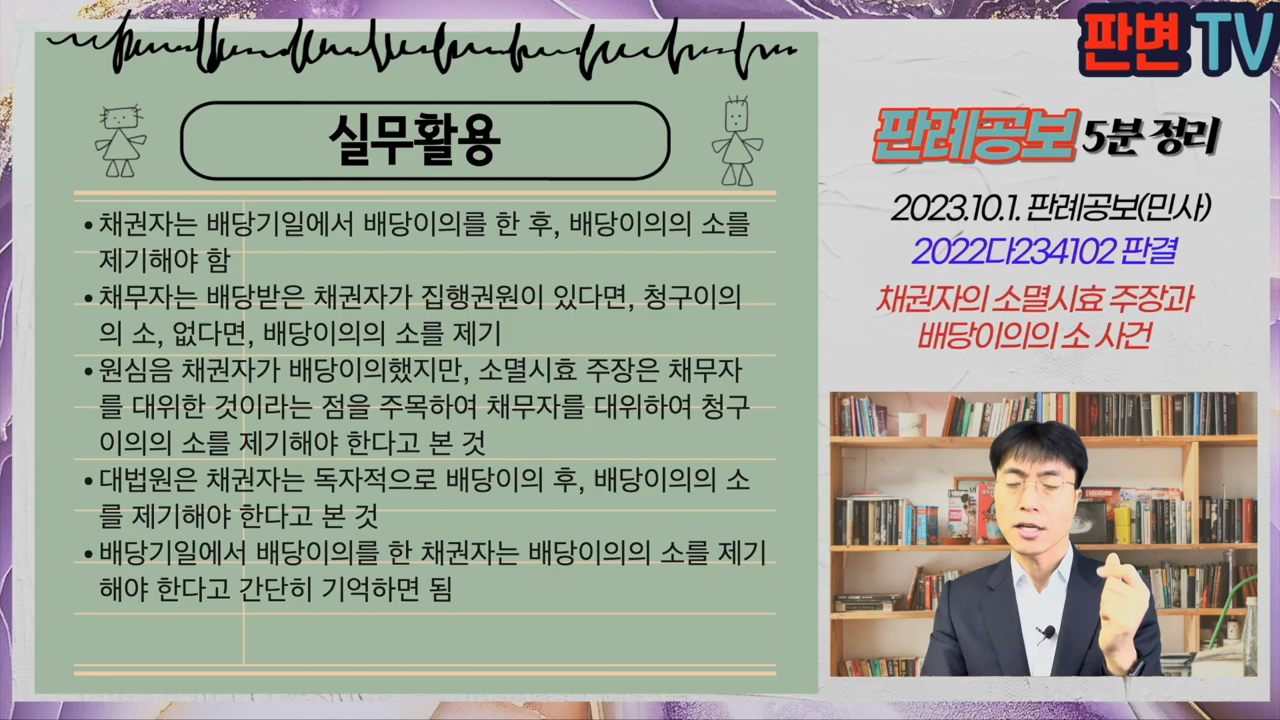 판변 TV
실무활용
• 채권자는 배당기일에서 배당이의를 한 후, 배당이의의 소를
제기해야 함
• 채무자는 배당받은 채권자가 집행권원이 있다면, 청구이의
의 소, 없다면, 배당이의의 소를 제기
• 원심음 채권자가 배당이의했지만, 소멸시효 주장은 채무자
를 대위한 것이라는 점을 주목하여 채무자를 대위하여 청구
이의의 소를 제기해야 한다고 본 것
• 대법원은 채권자는 독자적으로 배당이의 후, 배당이의의 소
를 제기해야 한다고 본 것
• 배당기일에서 배당이의를 한 채권자는 배당이의의 소를 제기
해야 한다고 간단히 기억하면 됨
판례공보 5분 정리
2023.10.1. 판례공보(민사)
2022다234102 판결
채권자의 소멸시효 주장과
배당이의의 소 사건